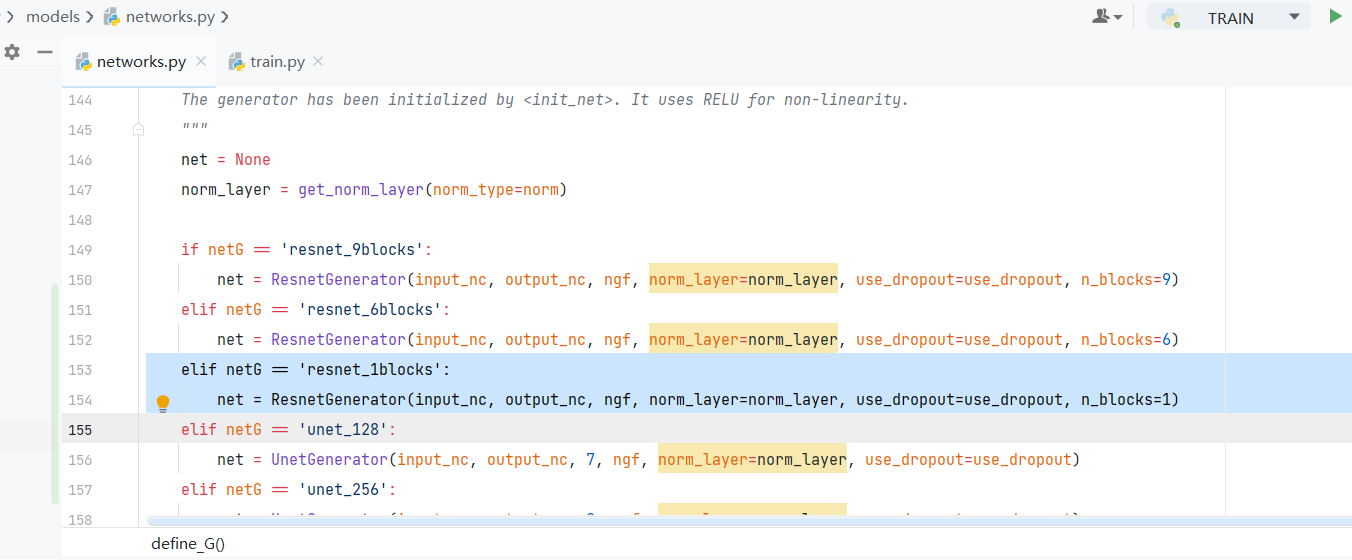 models > networks.py >
TRAIN
networks.py × train.py ×
144 The generator has been initialized by <init_net>. It uses RELU for non-linearity.
145 """
146 net = None
147 norm_layer = get_norm_layer(norm_type=norm)
148
149 if netG == 'resnet_9blocks':
150 net = ResnetGenerator(input_nc, output_nc, ngf, norm_layer=norm_layer, use_dropout=use_dropout, n_blocks=9)
151 elif netG == 'resnet_6blocks':
152 net = ResnetGenerator(input_nc, output_nc, ngf, norm_layer=norm_layer, use_dropout=use_dropout, n_blocks=6)
153 elif netG == 'resnet_1blocks':
154 net = ResnetGenerator(input_nc, output_nc, ngf, norm_layer=norm_layer, use_dropout=use_dropout, n_blocks=1)
155 elif netG == 'unet_128':
156 net = UnetGenerator(input_nc, output_nc, 7, ngf, norm_layer=norm_layer, use_dropout=use_dropout)
157 elif netG == 'unet_256':
158
define_G()